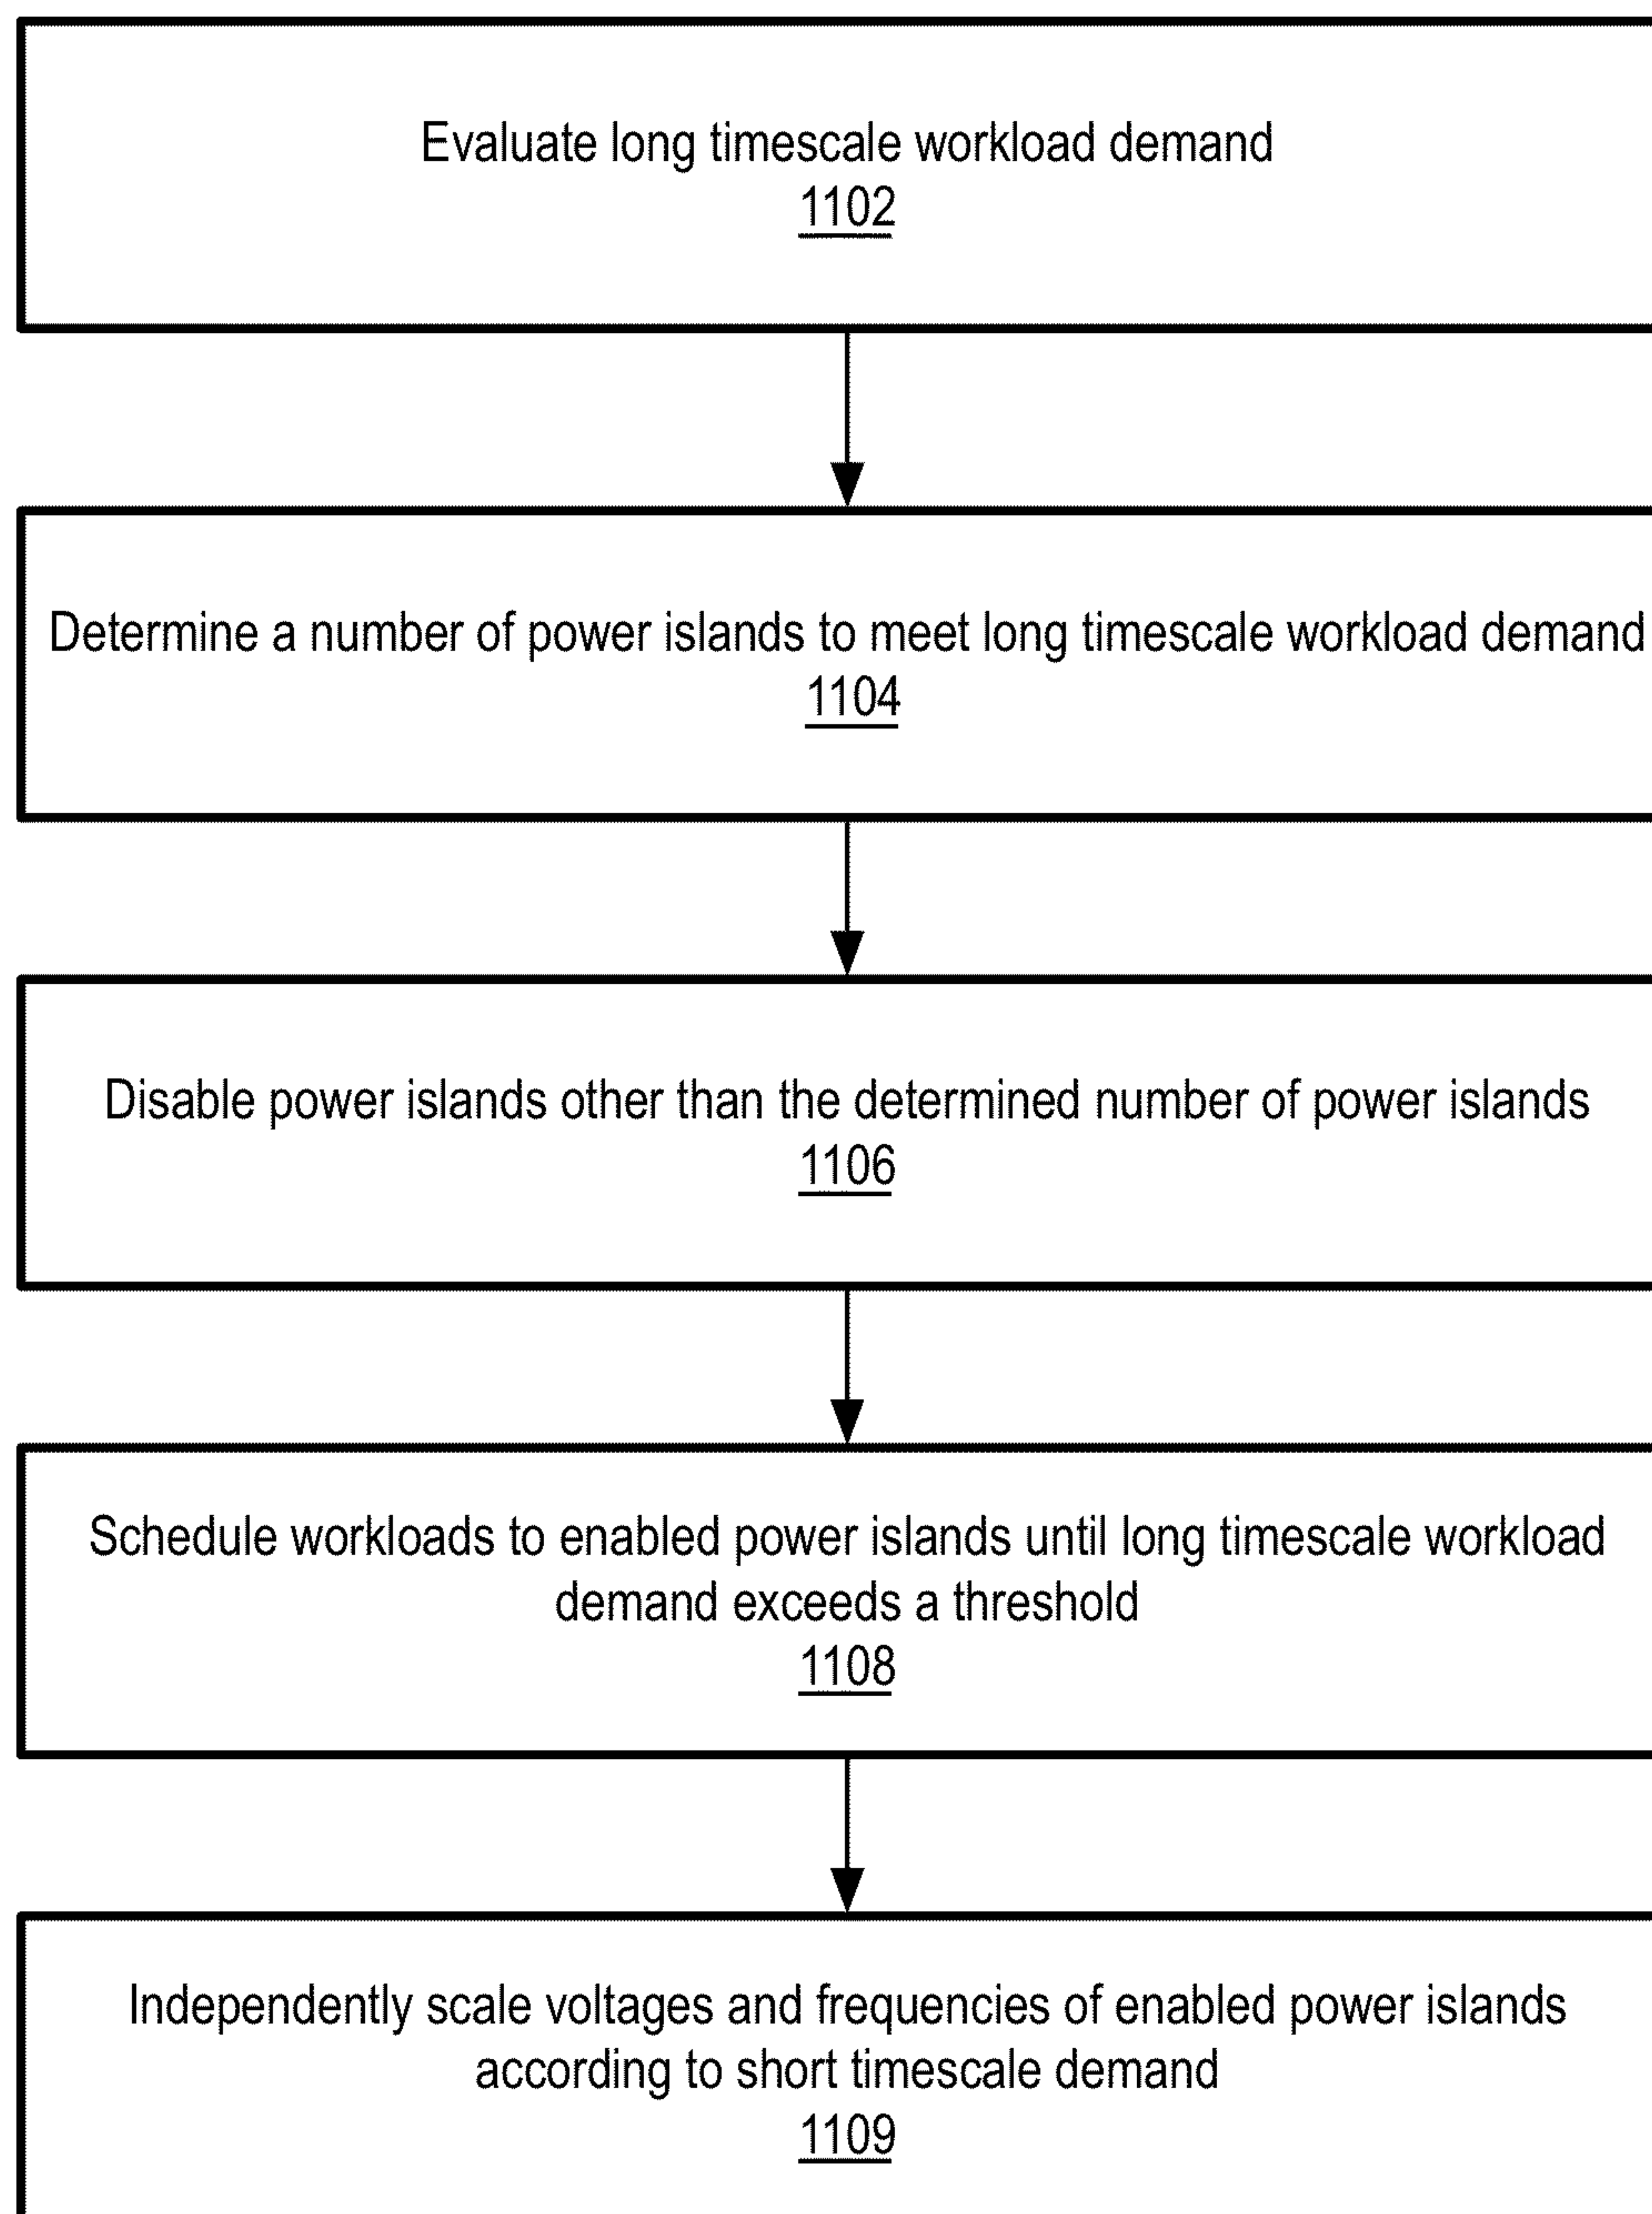 Evaluate long timescale workload demand
1102
Determine a number of power islands to meet long timescale workload demand
1104
Disable power islands other than the determined number of power islands
1106
Schedule workloads to enabled power islands until long timescale workload
demand exceeds a threshold
1108
Independently scale voltages and frequencies of enabled power islands
according to short timescale demand
1109